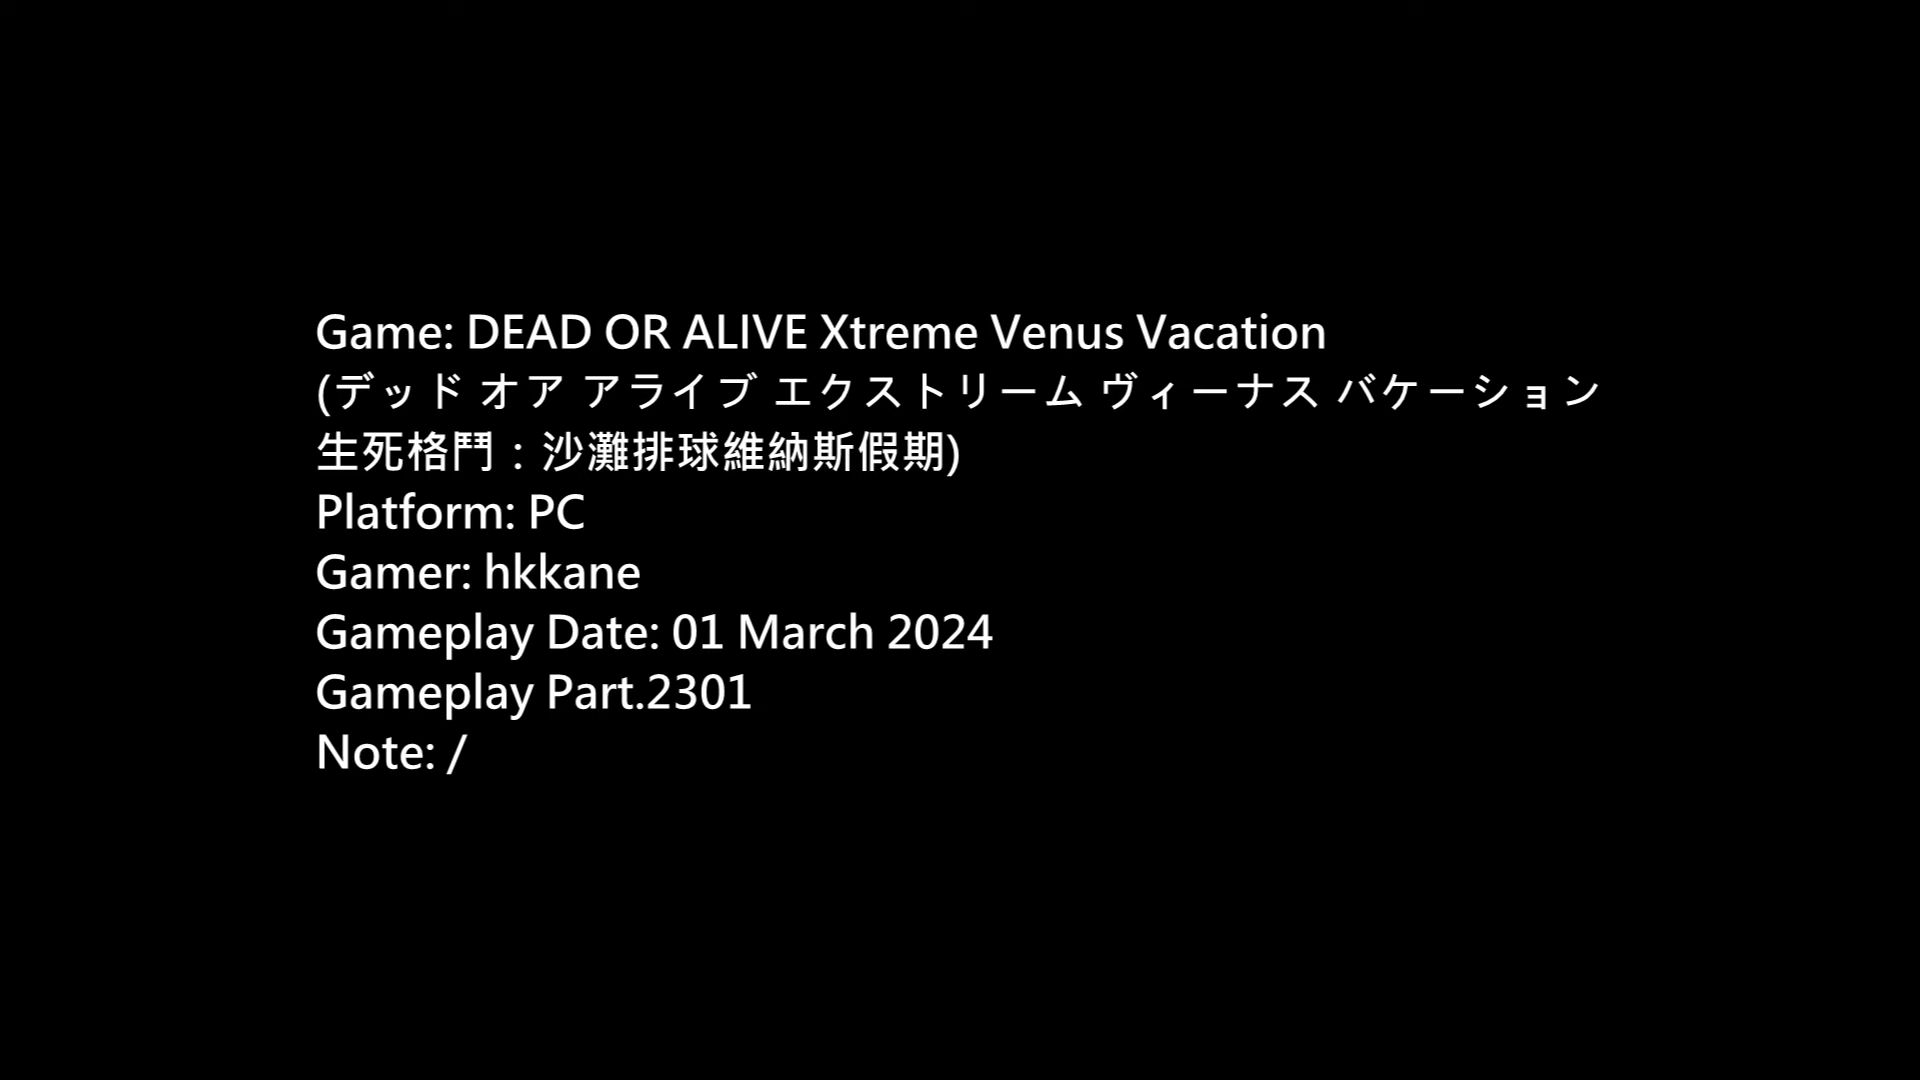 Game: DEAD OR ALIVE Xtreme Venus Vacation
(デッド オア アライブ エクストリーム ヴィーナス バケーション
生死格鬥：沙灘排球維納斯假期)
Platform: PC
Gamer: hkkane
Gameplay Date: 01 March 2024
Gameplay Part.2301
Note: /